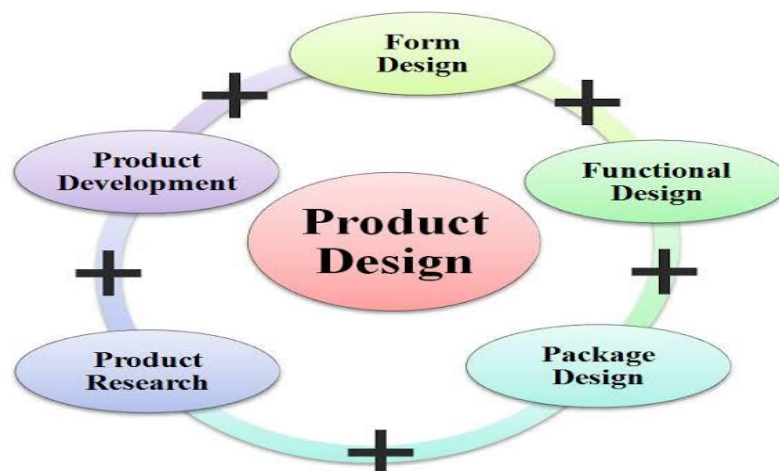 Form
Design
Product
Development
Functional
Design
Product
Design
Product
Research
Package
Design